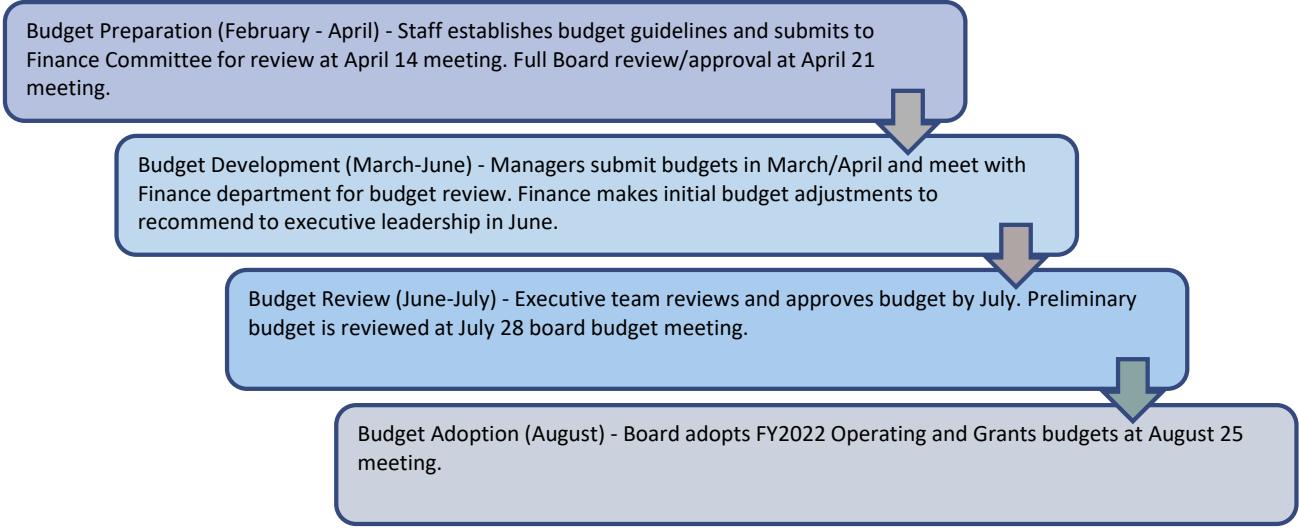 Budget Preparation (February - April) - Staff establishes budget guidelines and submits to
Finance Committee for review at April 14 meeting. Full Board review/approval at April 21
meeting.
Budget Development (March-June) - Managers submit budgets in March/April and meet with
Finance department for budget review. Finance makes initial budget adjustments to
recommend to executive leadership in June.
Budget Review (June-July) - Executive team reviews and approves budget by July. Preliminary
budget is reviewed at July 28 board budget meeting.
Budget Adoption (August) - Board adopts FY2022 Operating and Grants budgets at August 25
meeting.